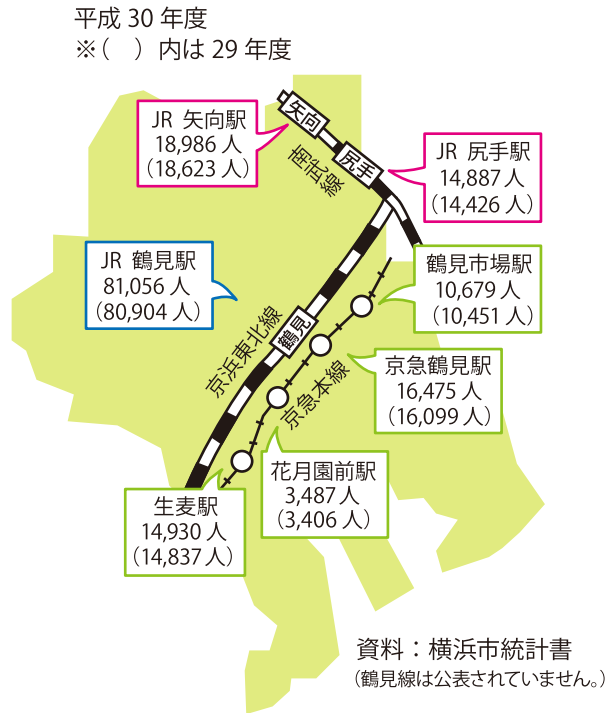 平成 30 年度
※(　)内は 29 年度
JR 矢向駅
18,986 人
(18,623 人)
矢向
南武線
尻手
JR 尻手駅
14,887 人
(14,426 人)
JR 鶴見駅
81,056 人
(80,904 人)
鶴見市場駅
10,679 人
(10,451 人)
京浜東北線
鶴見
京急本線
京急鶴見駅
16,475 人
(16,099 人)
花月園前駅
3,487 人
(3,406 人)
生麦駅
14,930 人
(14,837 人)
資料:横浜市統計書
(鶴見線は公表されていません。)